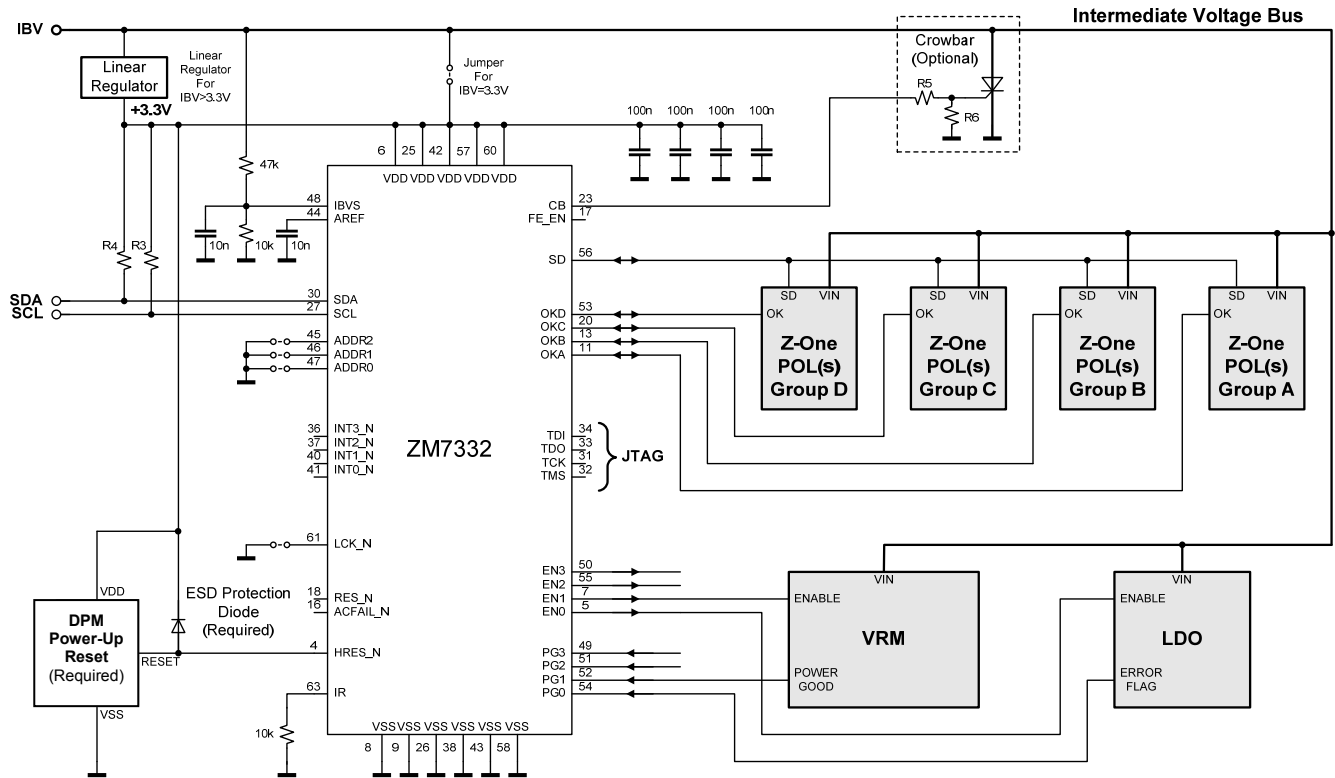 Intermediate Voltage Bus
IBV
Linear
Regulator
Linear
Regulator
For
IBV>3.3V
+3.3V
Jumper
For
IBV=3.3V
Crowbar
(Optional)
R5
R6
100n
100n
100n
100n
47k
10n
10k
10n
R4
R3
SDA
SCL
6
25
42
57
60
VDD
VDD
VDD
VDD
VDD
48
IBVS
44
AREF
30
SDA
27
SCL
45
ADDR2
46
ADDR1
47
ADDR0
36
INT3_N
37
INT2_N
40
INT1_N
41
INT0_N
61
LCK_N
18
RES_N
16
ACFAIL_N
4
HRES_N
63
IR
10k
ZM7332
CB
23
FE_EN
17
SD
56
OKD
53
OKC
20
OKB
13
OKA
11
TDI
34
TDO
33
TCK
31
TMS
32
JTAG
EN3
50
EN2
55
EN1
7
EN0
5
PG3
49
PG2
51
PG1
52
PG0
54
VSS
VSS
VSS
VSS
VSS
VSS
8
9
26
38
43
58
SD
VIN
OK
Z-One
POL(s)
Group D
SD
VIN
OK
Z-One
POL(s)
Group C
SD
VIN
OK
Z-One
POL(s)
Group B
SD
VIN
OK
Z-One
POL(s)
Group A
VDD
DPM
Power-Up
Reset
(Required)
RESET
VSS
ESD Protection
Diode
(Required)
VIN
ENABLE
VRM
POWER
GOOD
VIN
ENABLE
LDO
ERROR
FLAG